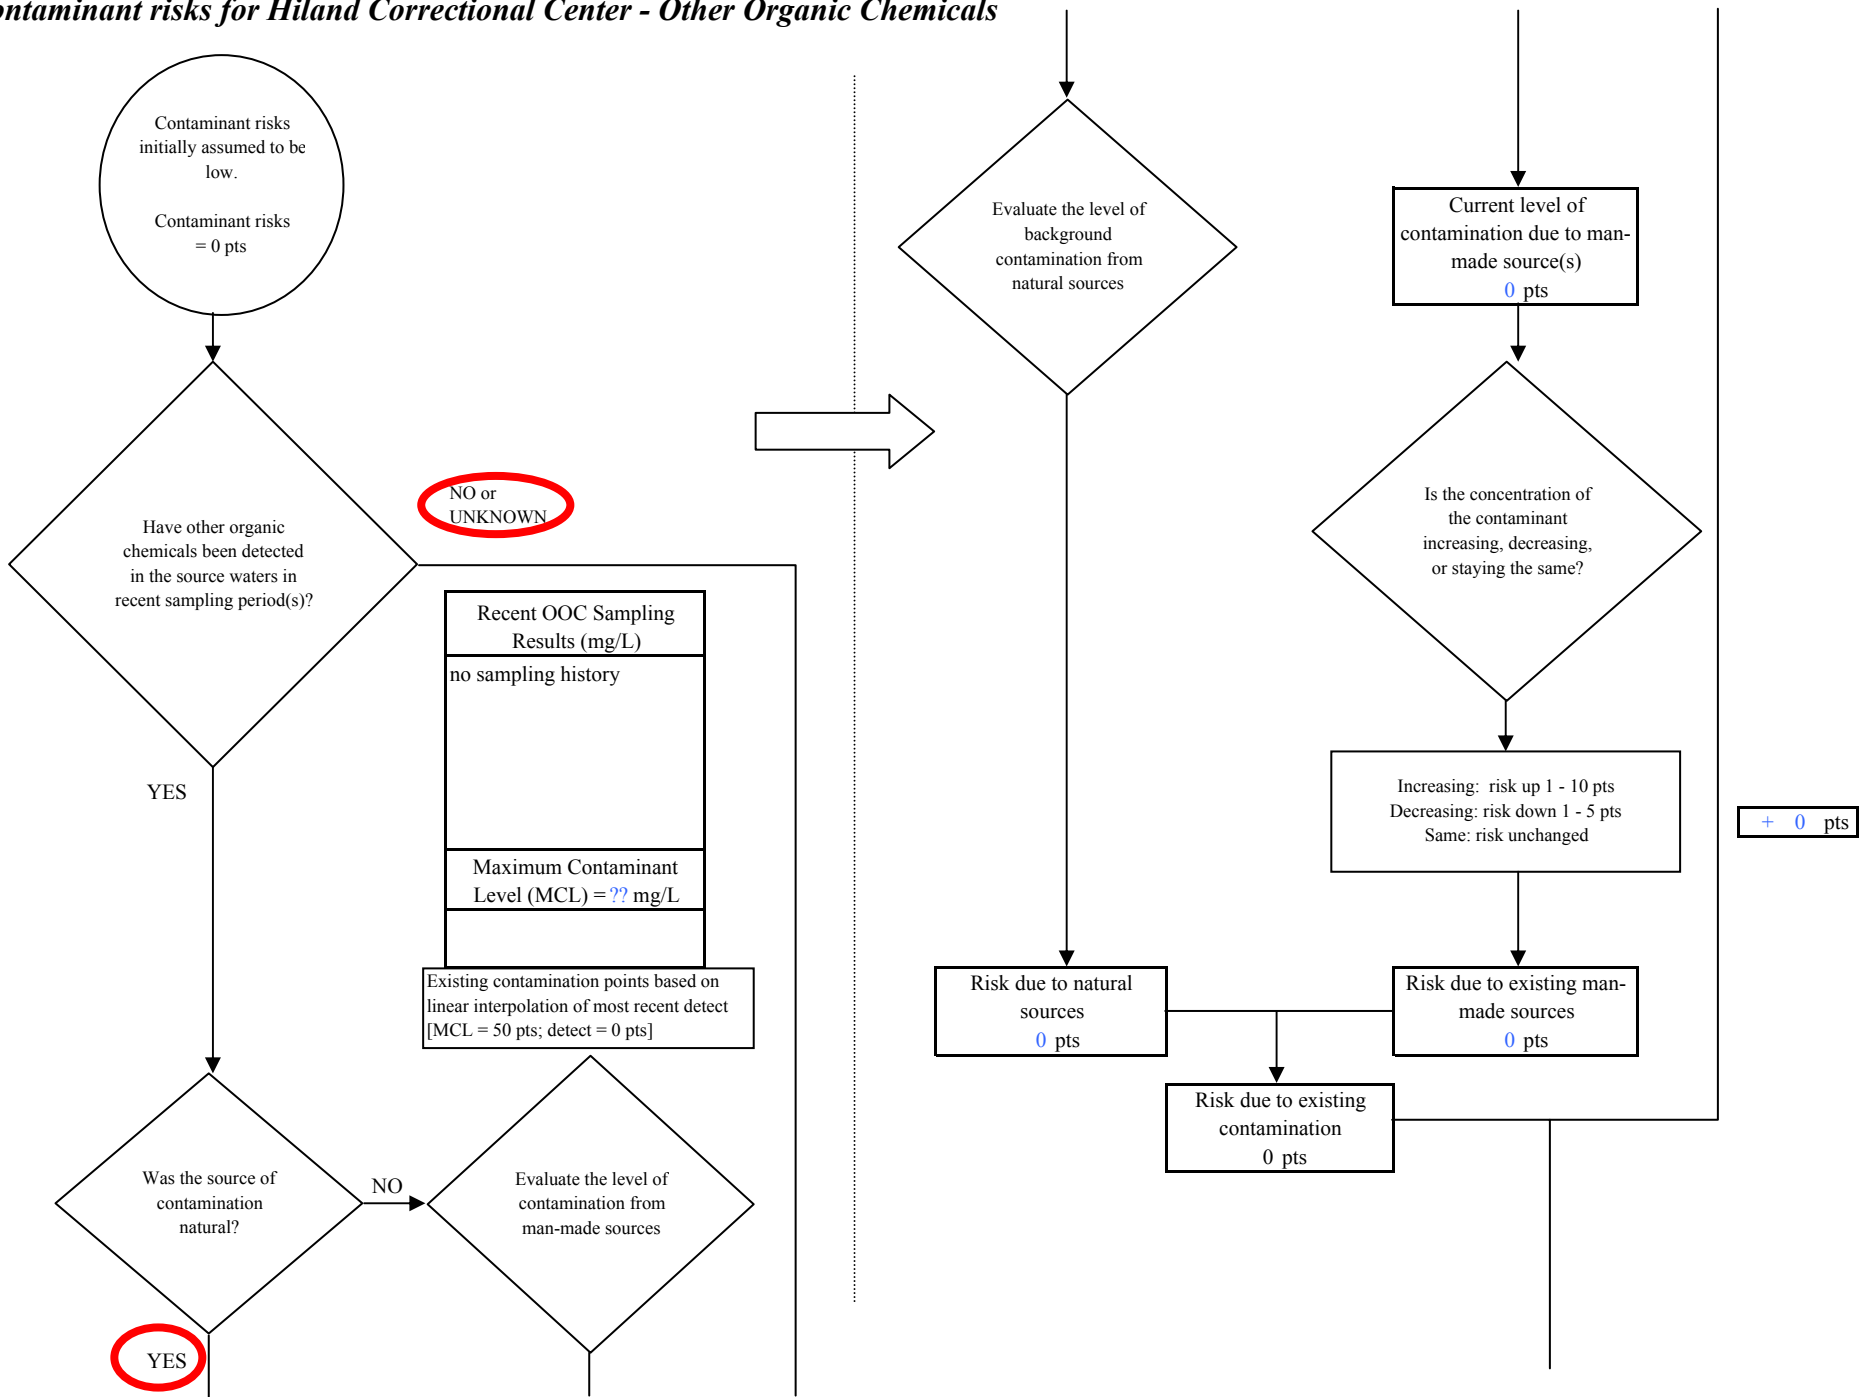 ontaminant risks for Hiland Correctional Center - Other Organic Chemicals
Contaminant risks
initially assumed to be
low.
Contaminant risks
= 0 pts
Have other organic
chemicals been detected
in the source waters in
recent sampling period(s)?
NO or
UNKNOWN
YES
Recent OOC Sampling
Results (mg/L)
no sampling history
Maximum Contaminant
Level (MCL) = ?? mg/L
Existing contamination points based on
linear interpolation of most recent detect
[MCL = 50 pts; detect = 0 pts]
Was the source of
contamination
natural?
NO
YES
Evaluate the level of
contamination from
man-made sources
Evaluate the level of
background
contamination from
natural sources
Current level of
contamination due to man-
made source(s)
0 pts
Is the concentration of
the contaminant
increasing, decreasing,
or staying the same?
Increasing: risk up 1 - 10 pts
Decreasing: risk down 1 - 5 pts
Same: risk unchanged
+ 0 pts
Risk due to natural
sources
0 pts
Risk due to existing man-
made sources
0 pts
Risk due to existing
contamination
0 pts